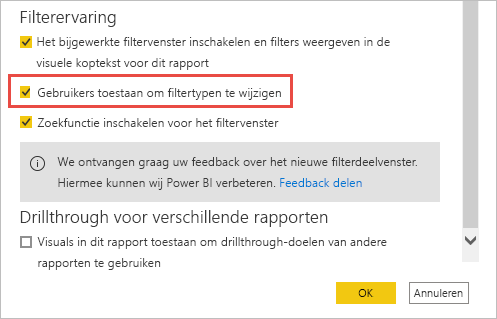 Filterervaring
Het bijgewerkte filtervenster inschakelen en filters weergeven in de
visuele koptekst voor dit rapport
Gebruikers toestaan om filtertypen te wijzigen
Zoekfunctie inschakelen voor het filtervenster
We ontvangen graag uw feedback over het nieuwe filterdeelvenster.
Hiermee kunnen wij Power BI verbeteren. Feedback delen
Drillthrough voor verschillende rapporten
Visuals in dit rapport toestaan om drillthrough-doelen van andere
rapporten te gebruiken
OK Annuleren